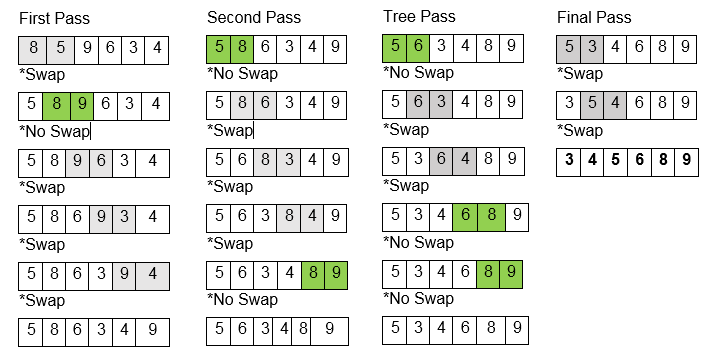 First Pass
8 5 9 6 3 4
*Swap
5 8 9 6 3 4
*No Swap
5 8 9 6 3 4
*Swap
5 8 6 9 3 4
*Swap
5 8 6 3 9 4
*Swap
5 8 6 3 4 9
Second Pass
5 8 6 3 4 9
*No Swap
5 8 6 3 4 9
*Swap
5 6 8 3 4 9
*Swap
5 6 3 8 4 9
*Swap
5 6 3 4 8 9
*No Swap
5 6 3 4 8 9
Tree Pass
5 6 3 4 8 9
*No Swap
5 6 3 4 8 9
*Swap
5 3 6 4 8 9
*Swap
5 3 4 6 8 9
*No Swap
5 3 4 6 8 9
*No Swap
5 3 4 6 8 9
Final Pass
5 3 4 6 8 9
*Swap
3 5 4 6 8 9
*Swap
3 4 5 6 8 9